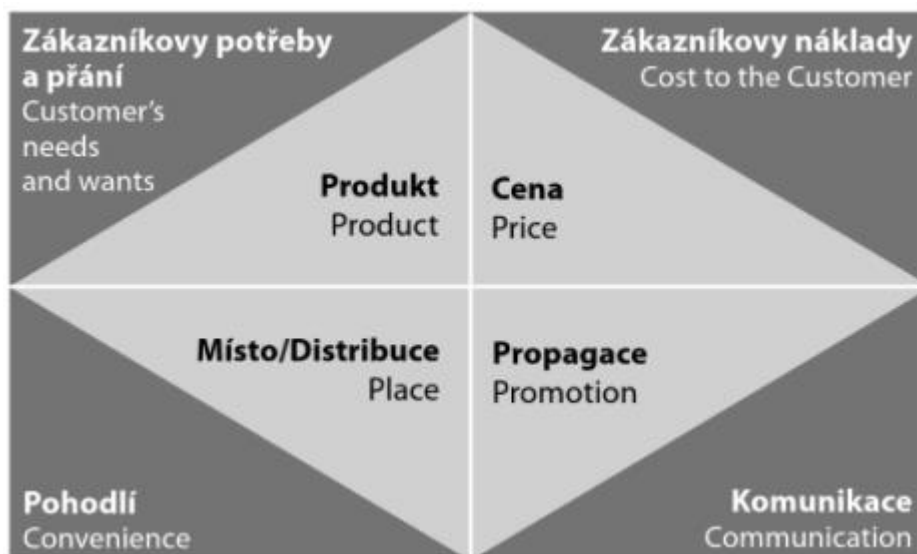 Zákazníkovy potřeby
a přání
Customer's
needs
and wants
Zákazníkovy náklady
Cost to the Customer
Produkt
Product
Cena
Price
Místo/Distribuce
Place
Propagace
Promotion
Pohodlí
Convenience
Komunikace
Communication